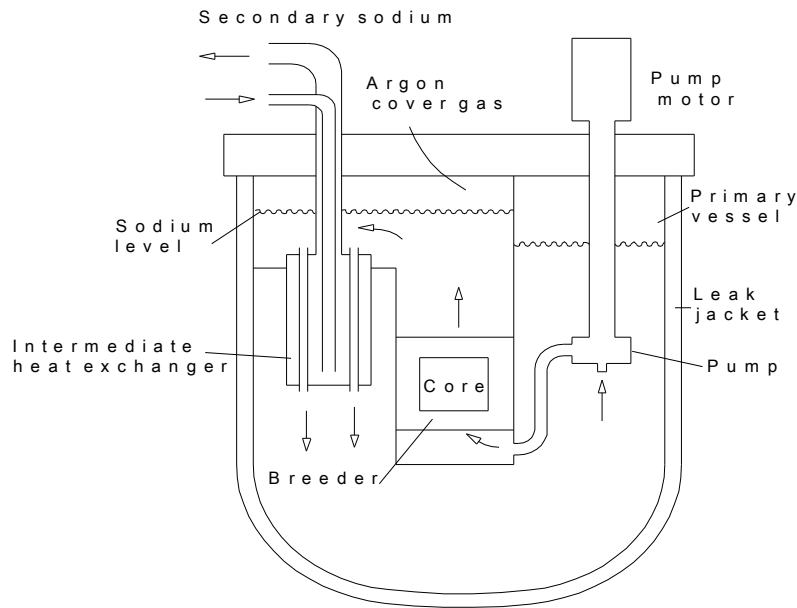 Secondary sodium
Argon
cover gas
Pump
motor
Sodium
level
Primary
vessel
Leak
jacket
Intermediate
heat exchanger
Core
Pump
Breeder